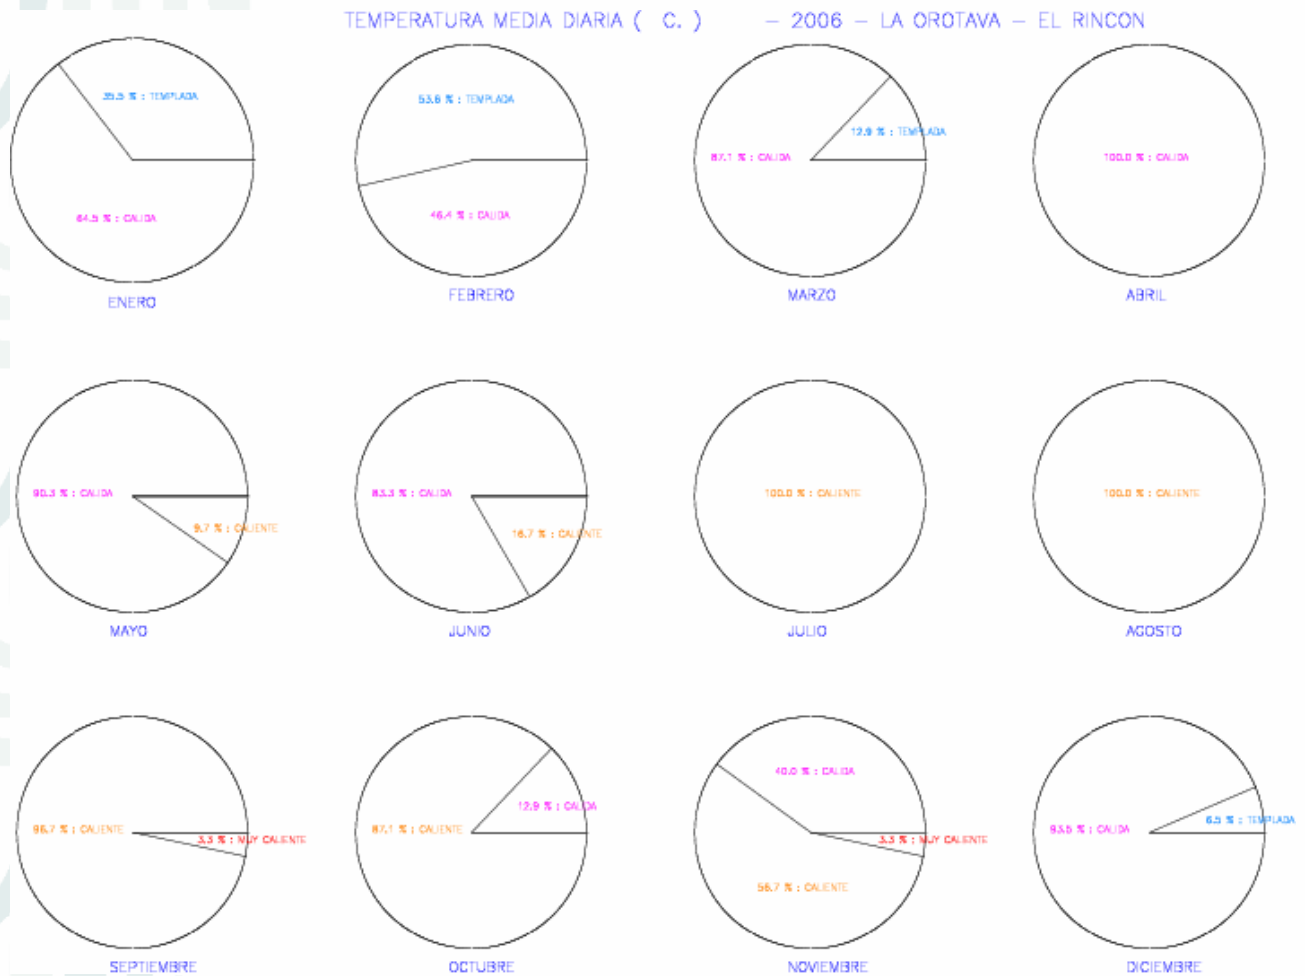 TEMPERATURA MEDIA DIARIA ( C. ) - 2006 - LA OROTAVA - EL RINCON
35.5 % : TEMPLADA
64.5 % : CALIDA
ENERO
53.6 % : TEMPLADA
46.4 % : CALIDA
FEBRERO
12.9 % : TEMPLADA
87.1 % : CALIDA
MARZO
100.0 % : CALIDA
ABRIL
90.3 % : CALIDA
9.7 % : CALIENTE
MAYO
83.3 % : CALIDA
16.7 % : CALIENTE
JUNIO
100.0 % : CALIENTE
JULIO
100.0 % : CALIENTE
AGOSTO
96.7 % : CALIENTE
3.3 % : MUY CALIENTE
SEPTIEMBRE
12.9 % : CALIDA
87.1 % : CALIENTE
OCTUBRE
40.0 % : CALIDA
3.3 % : MUY CALIENTE
56.7 % : CALIENTE
NOVIEMBRE
6.5 % : TEMPLADA
93.5 % : CALIDA
DICIEMBRE